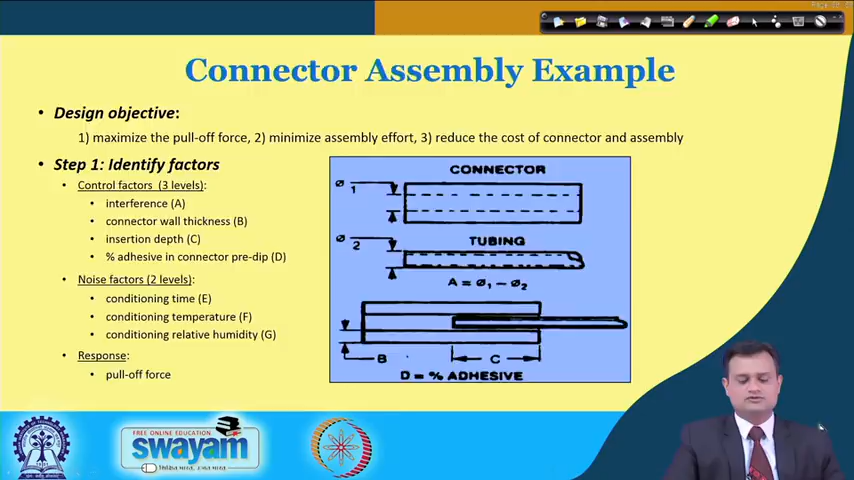 Connector Assembly Example
• Design objective:
1) maximize the pull-off force, 2) minimize assembly effort, 3) reduce the cost of connector and assembly
• Step 1: Identify factors
• Control factors (3 levels):
• interference (A)
• connector wall thickness (B)
• insertion depth (C)
• % adhesive in connector pre-dip (D)
• Noise factors (2 levels):
• conditioning time (E)
• conditioning temperature (F)
• conditioning relative humidity (G)
• Response:
• pull-off force
CONNECTOR
ø 1
TUBING
ø 2
A = ø1 – ø2
B
C
D = % ADHESIVE
FREE ONLINE EDUCATION
swayam